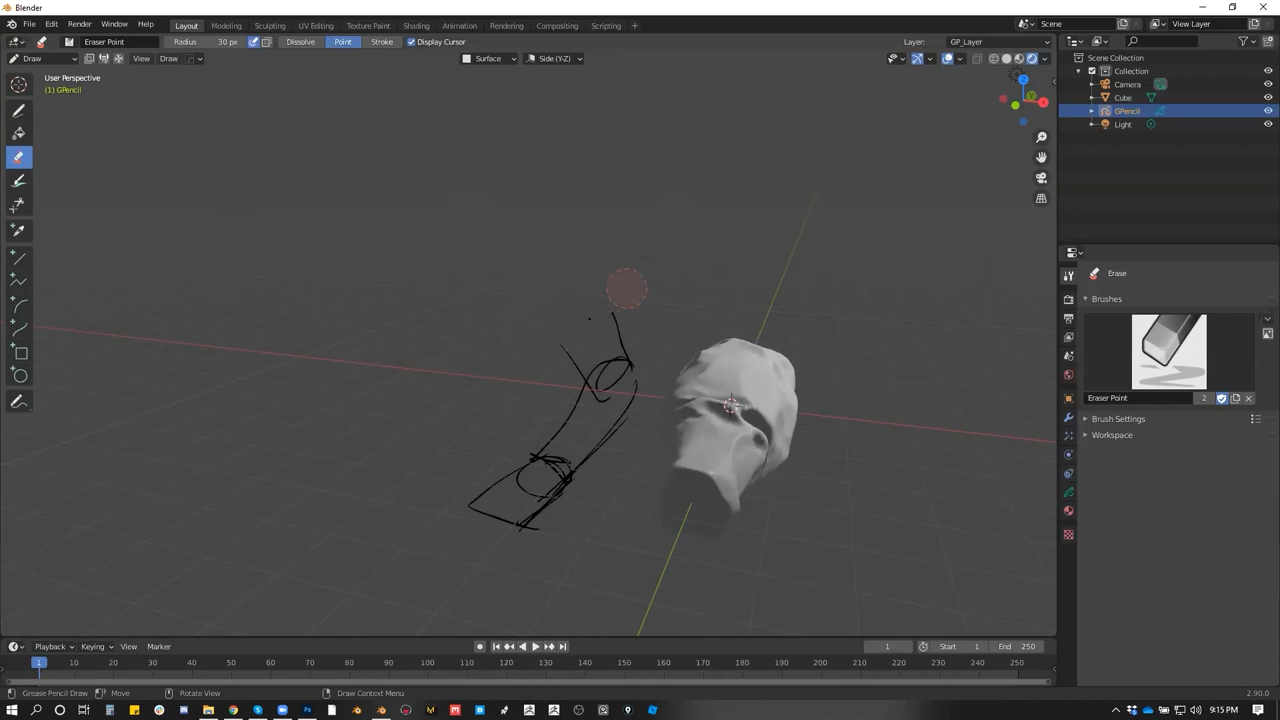 Blender
File Edit Render Window Help Layout Modeling Sculpting UV Editing Texture Paint Shading Animation Rendering Compositing Scripting + Scene View Layer
Eraser Point Radius 30 px Dissolve Point Stroke Display Cursor Layer: GP_Layer
Draw View Draw Surface Side (Y-Z)
User Perspective
(1) GPencil
Scene Collection
Collection
Camera
Cube
GPencil
Light
Erase
Brushes
Eraser Point 2
Brush Settings
Workspace
Playback Keying View Marker 1 Start 1 End 250
1 10 20 30 40 50 60 70 80 90 100 110 120 130 140 150 160 170 180 190 200 210 220 230 240 250
Grease Pencil Draw Move Rotate View Draw Context Menu 2.90.0
9:15 PM